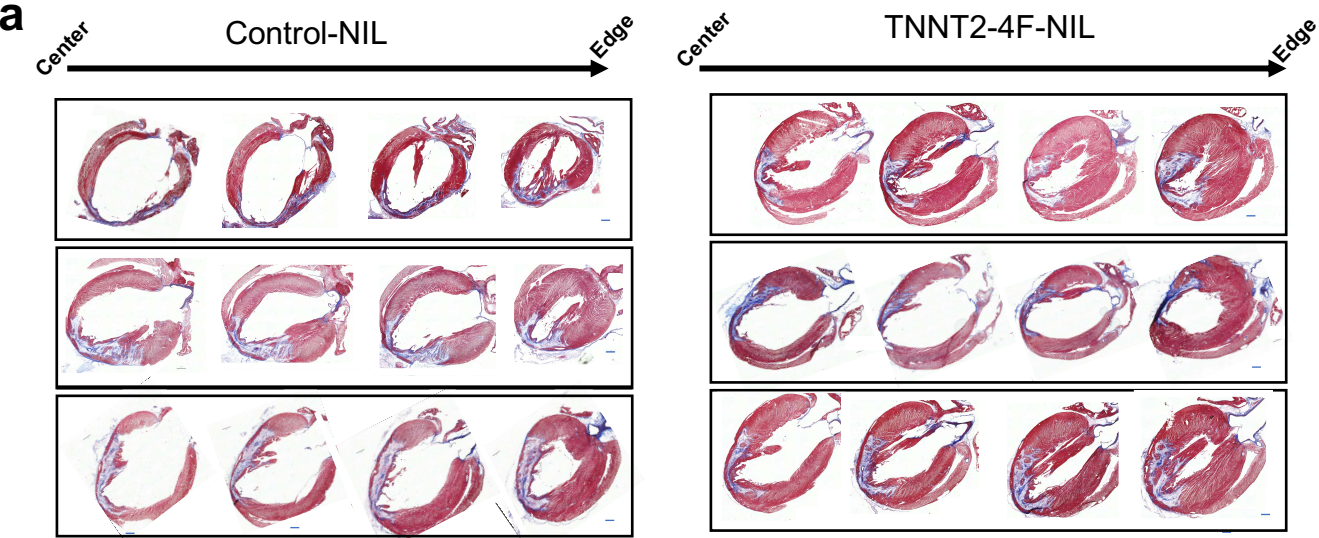 a
Control-NIL
Center
Edge
TNNT2-4F-NIL
Center
Edge